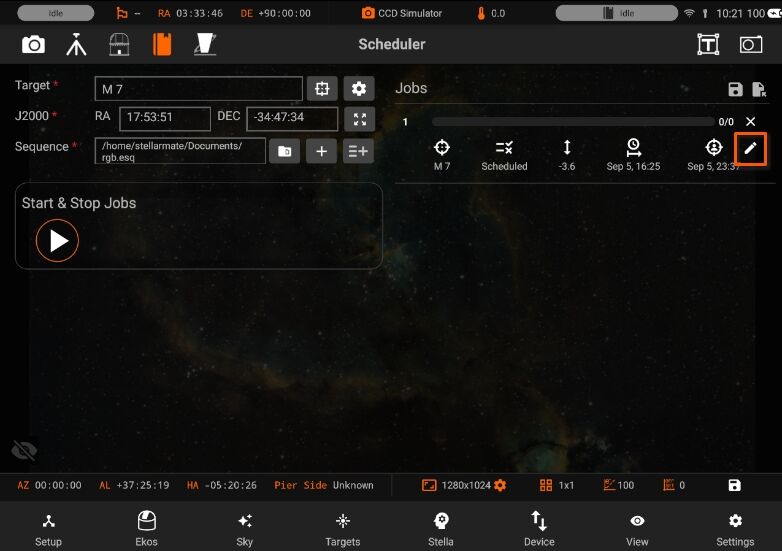 Idle -- RA 03:33:46 DE +90:00:00 CCD Simulator 0.0 Idle 10:21 100
Scheduler
Target * M 7
J2000 * RA 17:53:51 DEC -34:47:34
Sequence * /home/stellarmate/Documents/
rgb.esq
Start & Stop Jobs
Jobs
1 0/0
M 7 Scheduled -3.6 Sep 5, 16:25 Sep 5, 23:37
AZ 00:00:00 AL +37:25:19 HA -05:20:26 Pier Side Unknown 1280x1024 1x1 100 0
Setup Ekos Sky Targets Stella Device View Settings